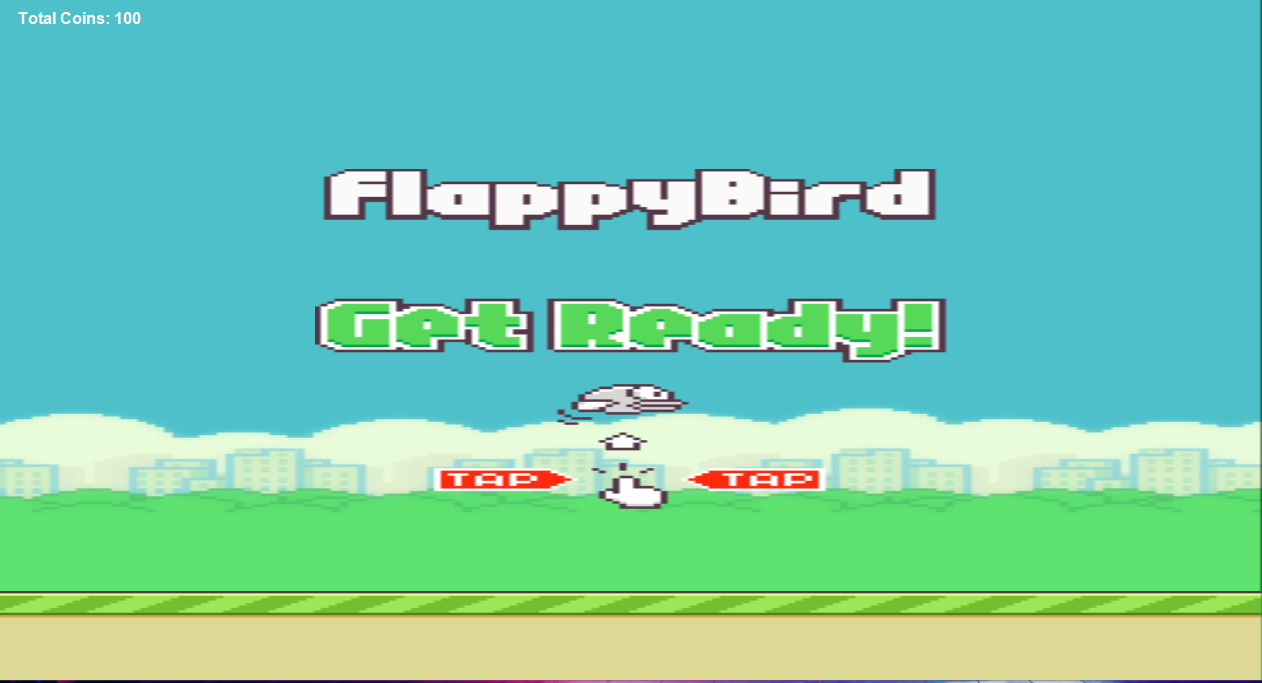 Total Coins: 100
FlappyBird
Get Ready!
TAP TAP